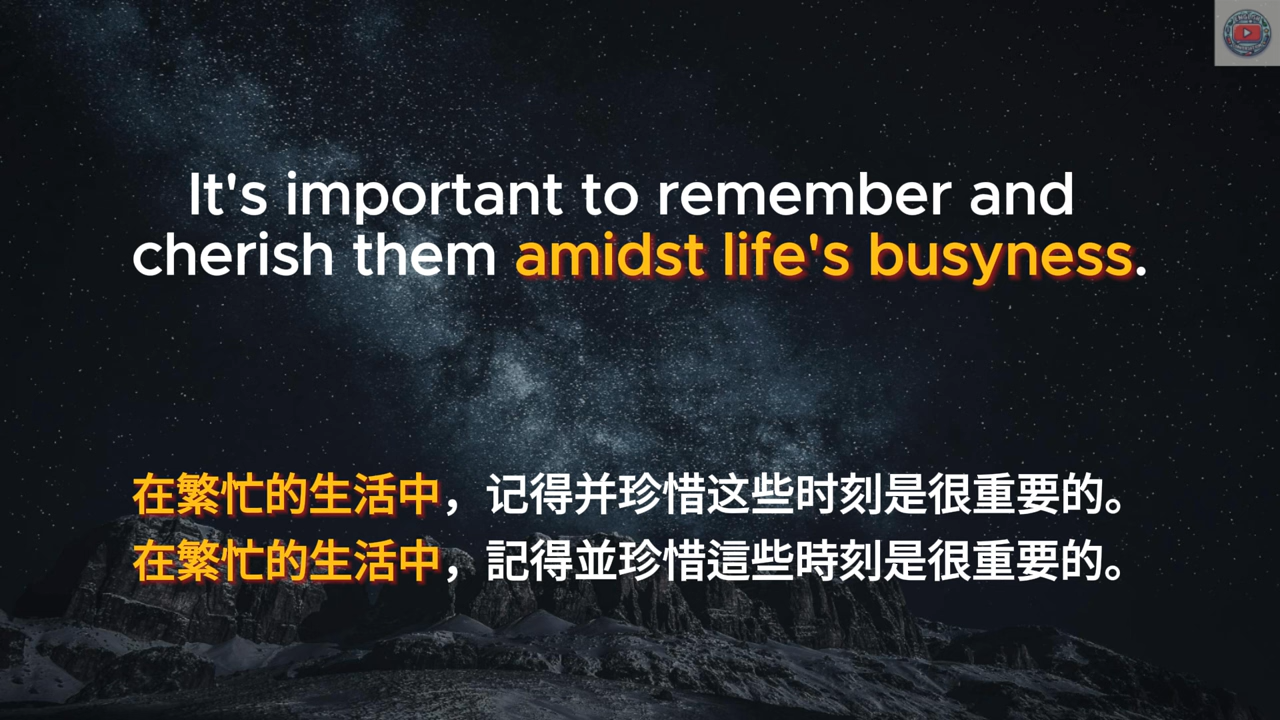 It's important to remember and
cherish them amidst life's busyness.
在繁忙的生活中，记得并珍惜这些时刻是很重要的。
在繁忙的生活中，記得並珍惜這些時刻是很重要的。